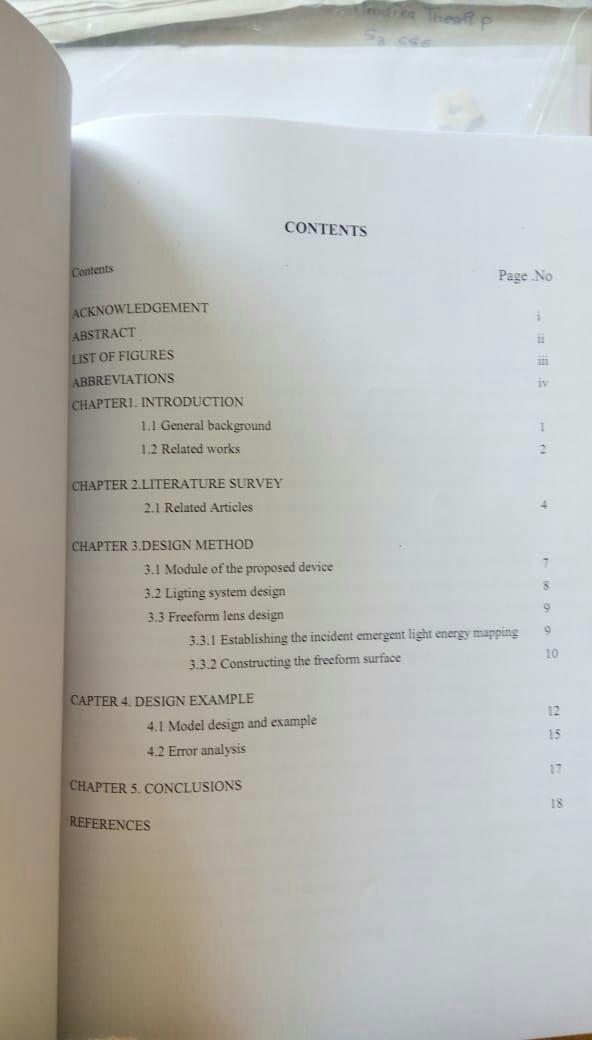 S3
CONTENTS
Contents Page .No
ACKNOWLEDGEMENT i
ABSTRACT ii
LIST OF FIGURES iii
ABBREVIATIONS iv
CHAPTER1. INTRODUCTION
1.1 General background 1
1.2 Related works 2
CHAPTER 2.LITERATURE SURVEY
2.1 Related Articles 4
CHAPTER 3.DESIGN METHOD
3.1 Module of the proposed device 7
3.2 Ligting system design 8
3.3 Freeform lens design 9
3.3.1 Establishing the incident emergent light energy mapping 9
3.3.2 Constructing the freeform surface 10
CAPTER 4. DESIGN EXAMPLE
4.1 Model design and example 12
4.2 Error analysis 15
CHAPTER 5. CONCLUSIONS 17
REFERENCES 18